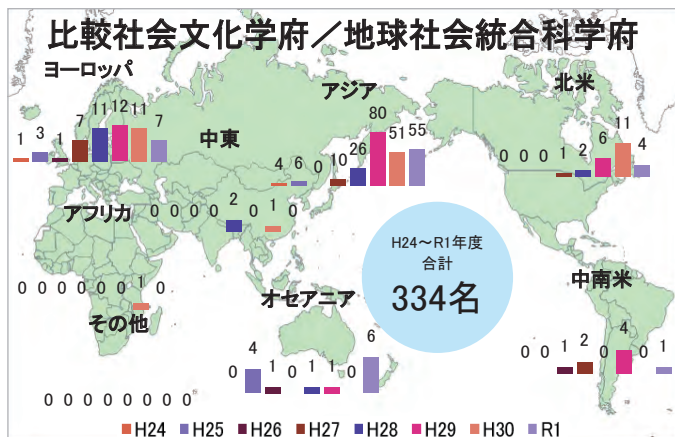 比較社会文化学府／地球社会統合科学府
ヨーロッパ
1 3 1 7 11 12 11 7
中東
0 0 0 0 2 0 1 0
アジア
4 6 0 10 26 80 51 55
北米
0 0 0 1 2 6 11 4
アフリカ
0 0 0 0 0 0 1 0
その他
0 0 0 0 0 0 0 0
オセアニア
0 4 1 0 1 1 0 6
H24～R1年度
合計
334名
中南米
0 0 1 2 0 4 0 1
H24 H25 H26 H27 H28 H29 H30 R1